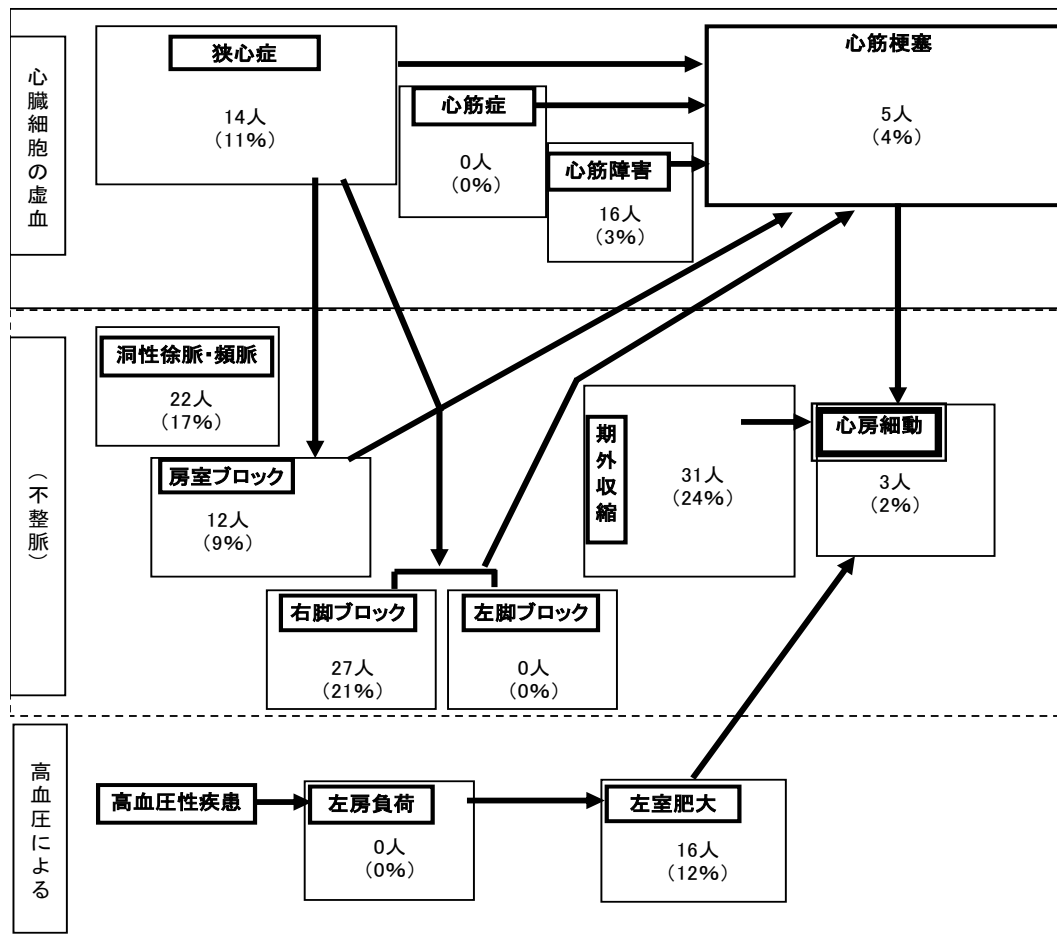 心臓細胞の虚血
狭心症
14人
(11%)
心筋症
0人
(0%)
心筋障害
16人
(3%)
心筋梗塞
5人
(4%)
(不整脈)
洞性徐脈・頻脈
22人
(17%)
房室ブロック
12人
(9%)
右脚ブロック
27人
(21%)
左脚ブロック
0人
(0%)
期外収縮
31人
(24%)
心房細動
3人
(2%)
高血圧による
高血圧性疾患
左房負荷
0人
(0%)
左室肥大
16人
(12%)